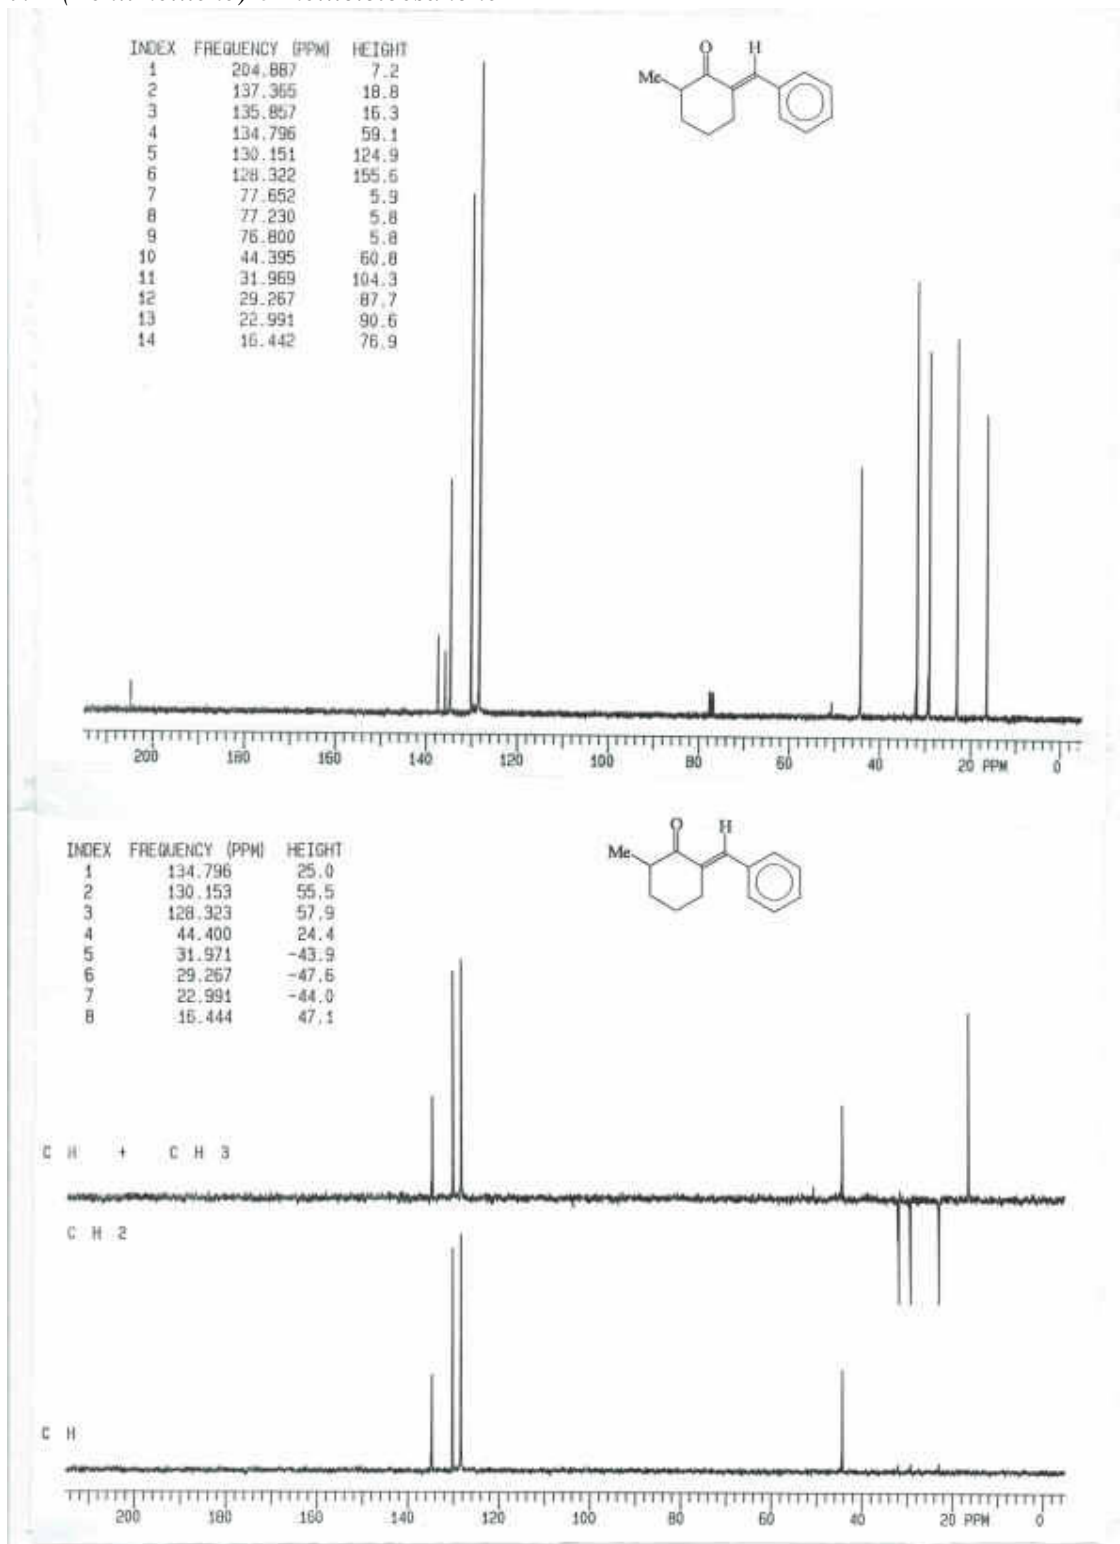 INDEX FREQUENCY (PPM) HEIGHT
1 204.887 7.2
2 137.365 18.8
3 135.857 16.3
4 134.796 59.1
5 130.151 124.9
6 128.322 155.6
7 77.652 5.9
8 77.230 5.8
9 76.800 5.8
10 44.395 60.8
11 31.969 104.3
12 29.267 87.7
13 22.991 90.6
14 16.442 76.9
O H
Me
200 180 160 140 120 100 80 60 40 20 PPM 0
INDEX FREQUENCY (PPM) HEIGHT
1 134.796 25.0
2 130.153 55.5
3 128.323 57.9
4 44.400 24.4
5 31.971 -43.9
6 29.267 -47.6
7 22.991 -44.0
8 16.444 47.1
O H
Me
C H + C H 3
C H 2
C H
200 180 160 140 120 100 80 60 40 20 PPM 0